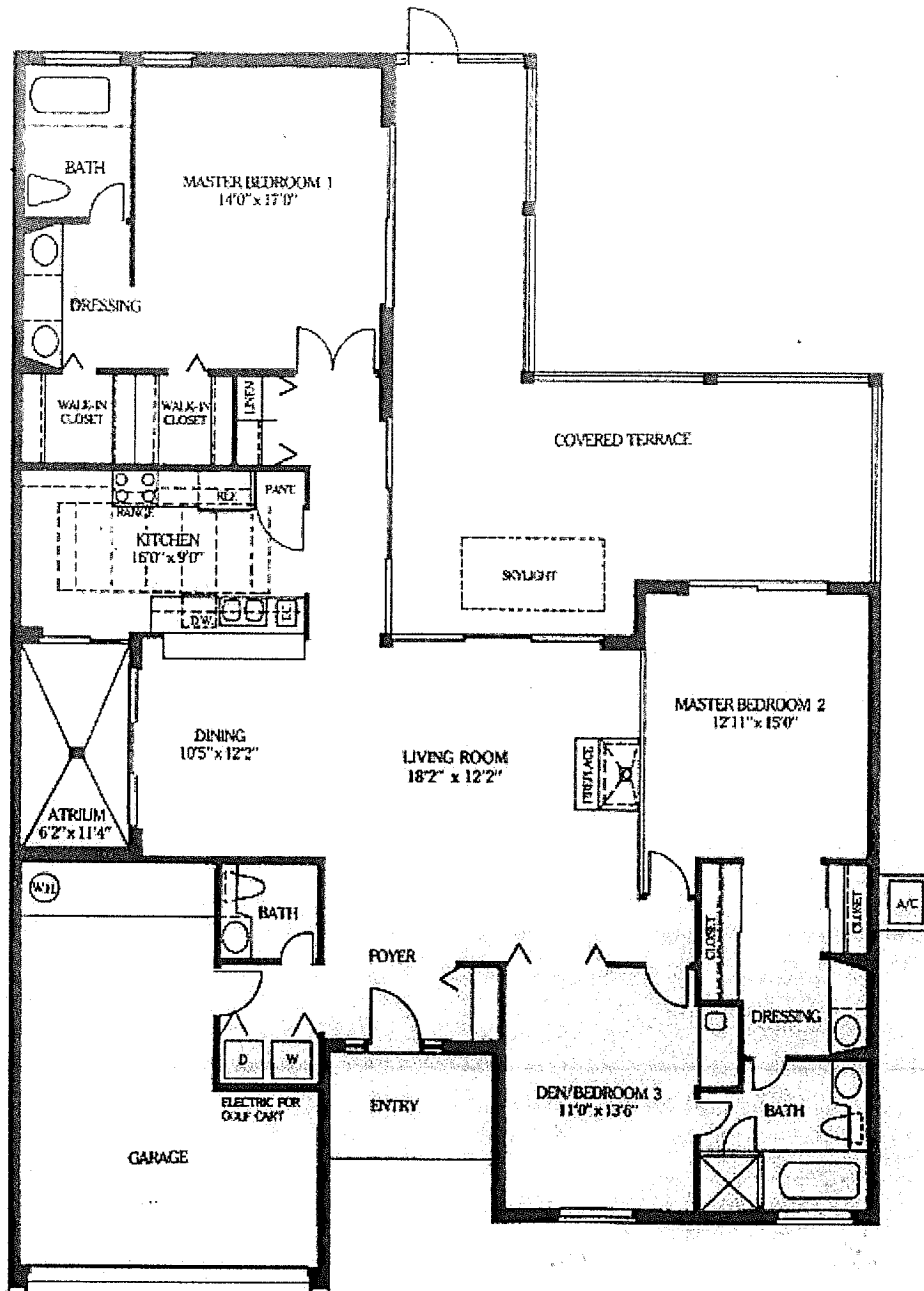 BATH
MASTER BEDROOM 1
14'0" x 17'0"
DRESSING
WALK-IN
CLOSET
WALK-IN
CLOSET
LINEN
COVERED TERRACE
RANGE
REF.
PANT.
KITCHEN
16'0" x 9'0"
SKYLIGHT
D.W.
MASTER BEDROOM 2
12'11" x 15'0"
DINING
10'5" x 12'2"
LIVING ROOM
18'2" x 12'2"
FIREPLACE
ATRIUM
6'2" x 11'4"
W.H.
BATH
CLOSET
CLOSET
A/C
FOYER
DRESSING
D
W
ELECTRIC FOR
GOLF CART
ENTRY
DEN/BEDROOM 3
11'0" x 13'6"
BATH
GARAGE